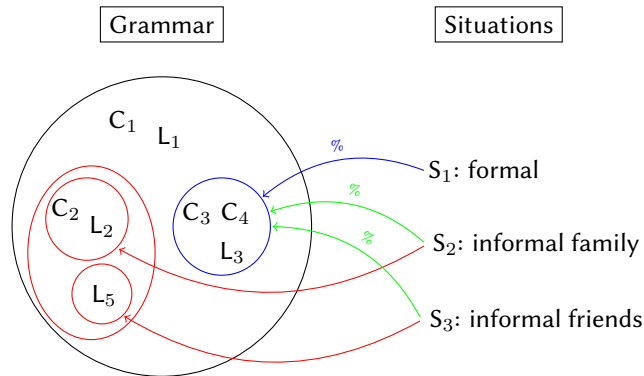 Grammar
Situations
C₁
L₁
%
S₁: formal
%
C₂
L₂
C₃ C₄
L₃
%
S₂: informal family
L₅
S₃: informal friends